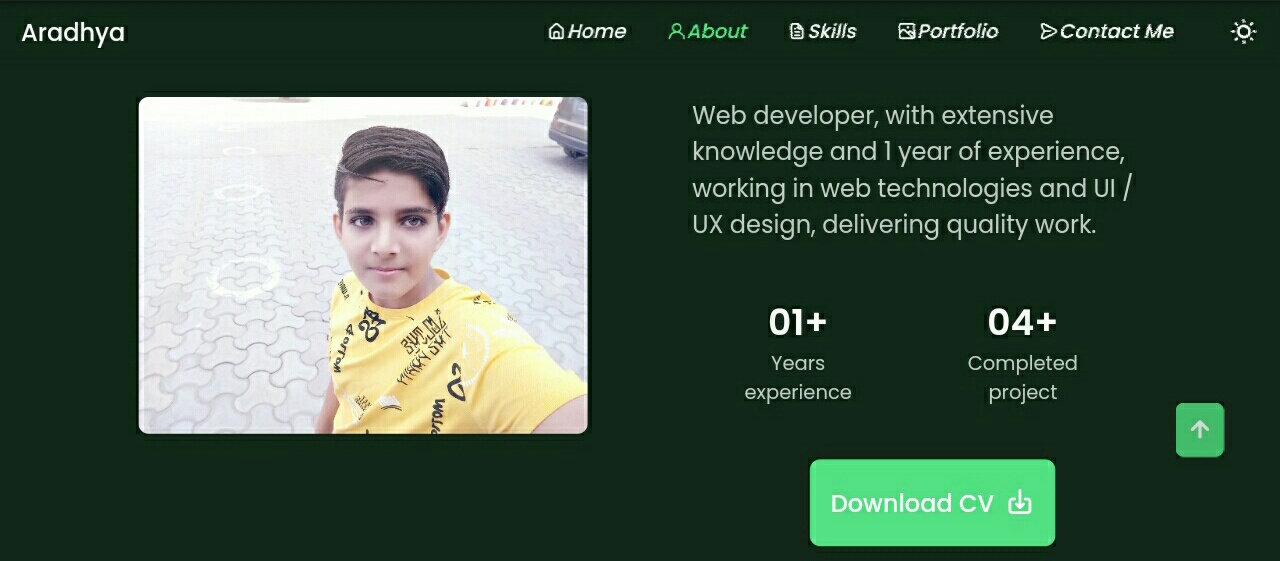 Aradhya
Home
About
Skills
Portfolio
Contact Me
Web developer, with extensive
knowledge and 1 year of experience,
working in web technologies and UI /
UX design, delivering quality work.
01+
Years
experience
04+
Completed
project
Download CV